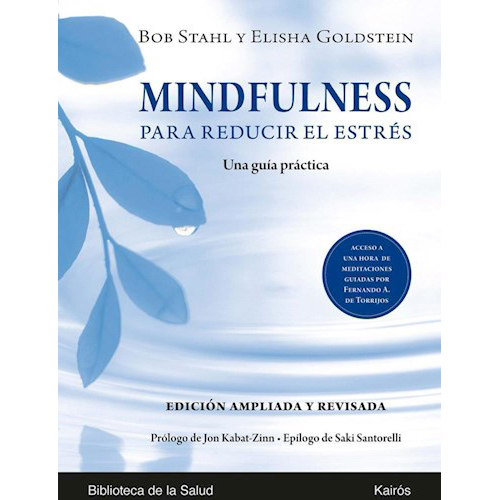 BOB STAHL Y ELISHA GOLDSTEIN
MINDFULNESS
PARA REDUCIR EL ESTRÉS
Una guía práctica
ACCESO A
UNA HORA DE
MEDITACIONES
GUIADAS POR
FERNANDO A.
DE TORRIJOS
EDICIÓN AMPLIADA Y REVISADA
Prólogo de Jon Kabat-Zinn • Epílogo de Saki Santorelli
Biblioteca de la Salud Kairós